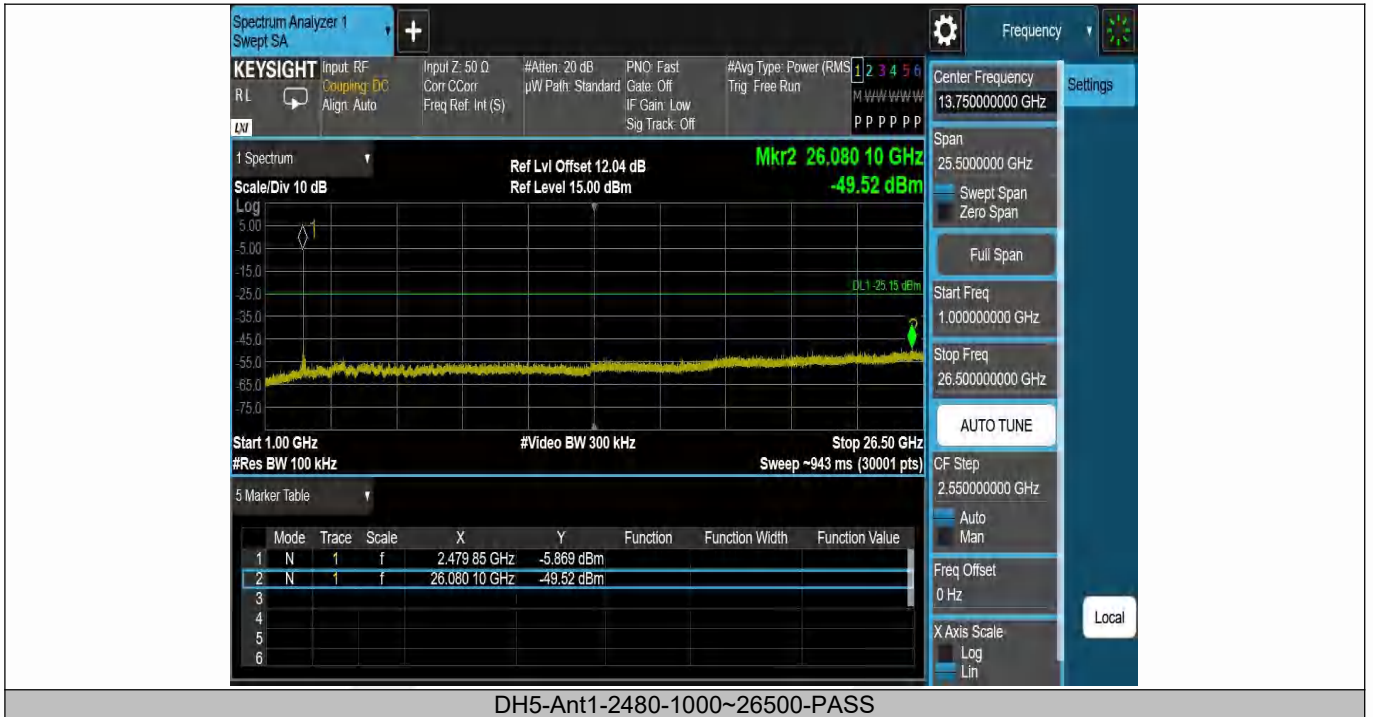 Spectrum Analyzer 1
Swept SA
+
Frequency
KEYSIGHT
RL
LXI
Input: RF
Coupling: DC
Align: Auto
Input Z: 50 Ω
Corr CCorr
Freq Ref: Int (S)
#Atten: 20 dB
µW Path: Standard
PNO: Fast
Gate: Off
IF Gain: Low
Sig Track: Off
#Avg Type: Power (RMS
Trig: Free Run
1 2 3 4 5 6
M W W W W W
P P P P P P
1 Spectrum
Scale/Div 10 dB
Ref Lvl Offset 12.04 dB
Ref Level 15.00 dBm
Mkr2 26.080 10 GHz
-49.52 dBm
Log
5.00
-5.00
-15.0
-25.0
-35.0
-45.0
-55.0
-65.0
-75.0
1
2
DL1 -25.15 dBm
Start 1.00 GHz
#Video BW 300 kHz
Stop 26.50 GHz
#Res BW 100 kHz
Sweep ~943 ms (30001 pts)
5 Marker Table
Mode Trace Scale X Y Function Function Width Function Value
1 N 1 f 2.479 85 GHz -5.869 dBm
2 N 1 f 26.080 10 GHz -49.52 dBm
3
4
5
6
Center Frequency
13.750000000 GHz
Settings
Span
25.5000000 GHz
Swept Span
Zero Span
Full Span
Start Freq
1.000000000 GHz
Stop Freq
26.500000000 GHz
AUTO TUNE
CF Step
2.550000000 GHz
Auto
Man
Freq Offset
0 Hz
X Axis Scale
Log
Lin
Local
DH5-Ant1-2480-1000~26500-PASS